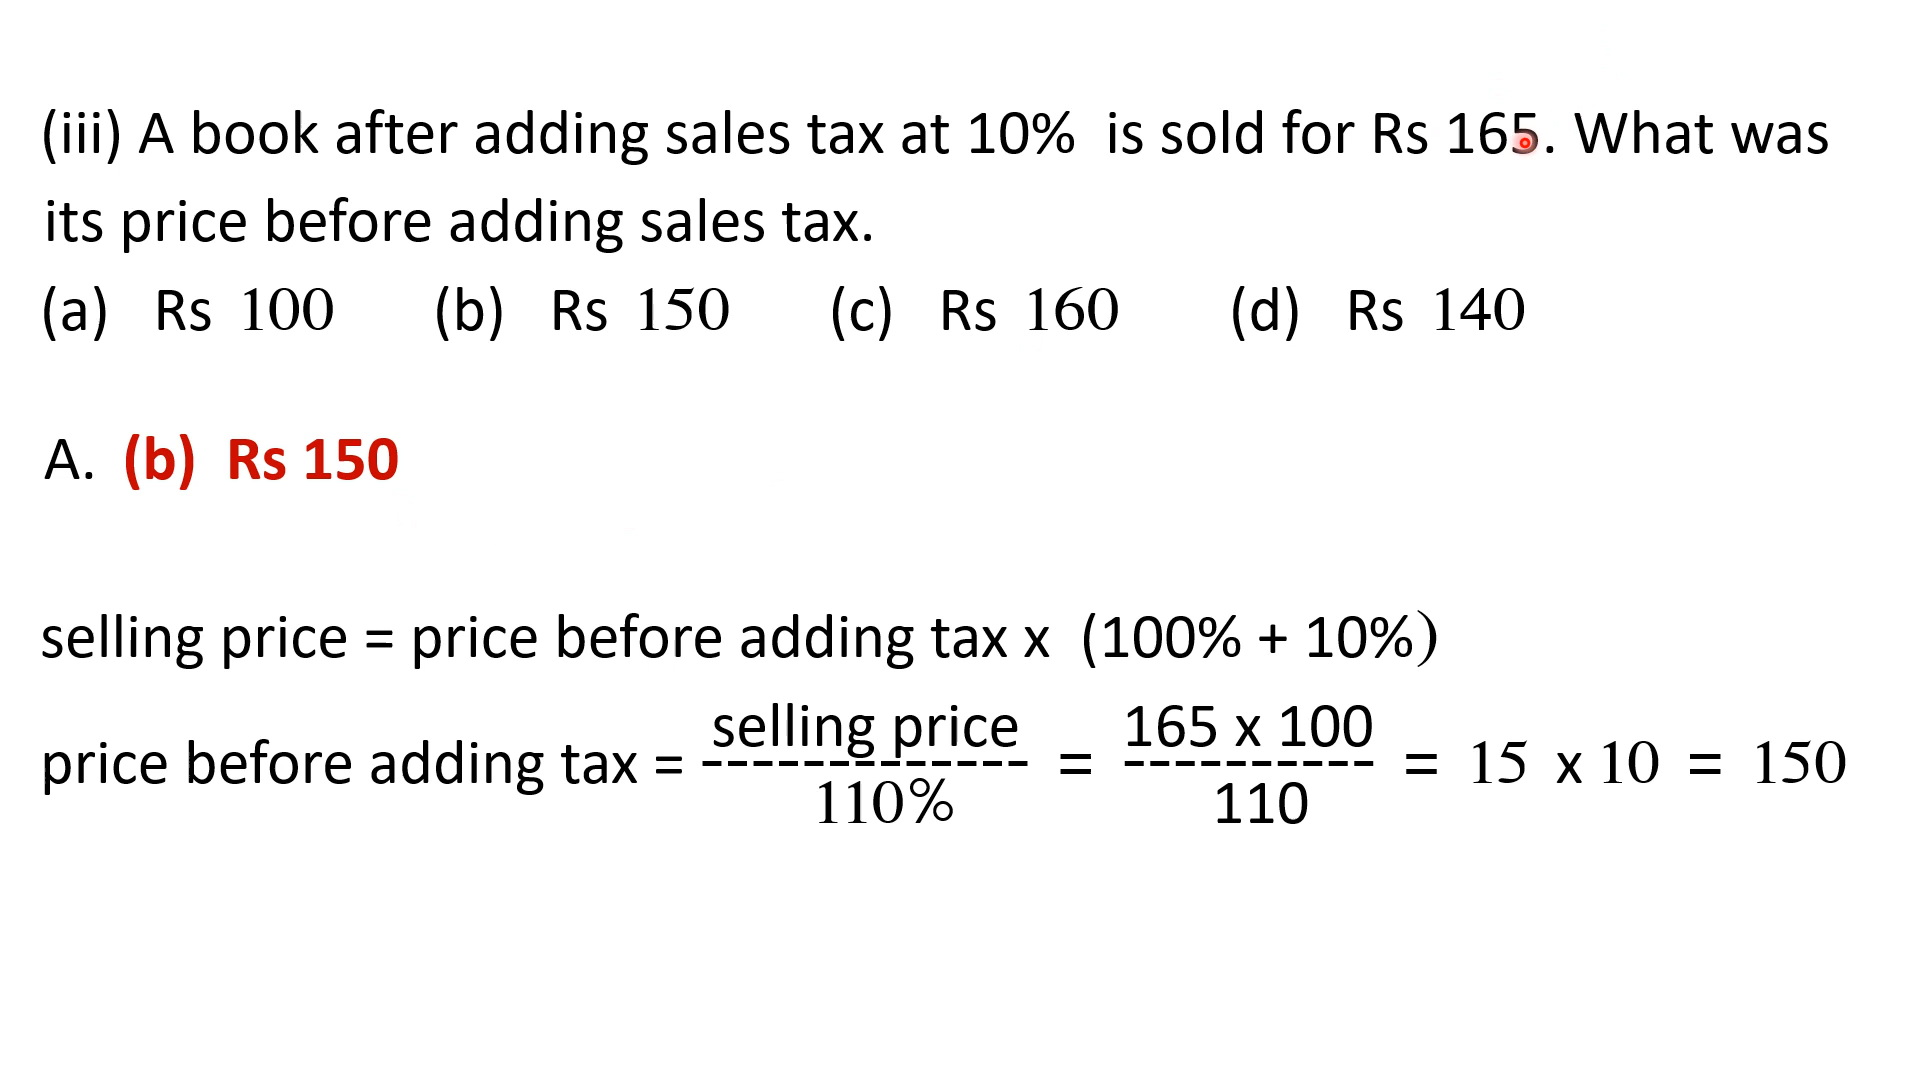 (iii) A book after adding sales tax at 10% is sold for Rs 165. What was
its price before adding sales tax.
(a) Rs 100 (b) Rs 150 (c) Rs 160 (d) Rs 140
A. (b) Rs 150
selling price = price before adding tax x (100% + 10%)
price before adding tax = selling price / 110% = 165 x 100 / 110 = 15 x 10 = 150